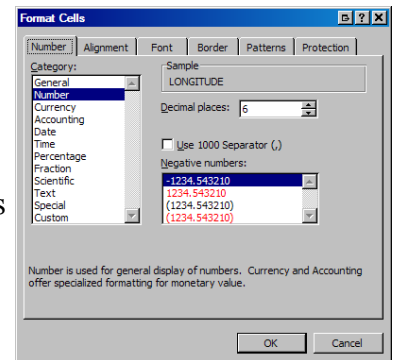 Format Cells
Number Alignment Font Border Patterns Protection
Category:
General
Number
Currency
Accounting
Date
Time
Percentage
Fraction
Scientific
Text
Special
Custom
Sample
LONGITUDE
Decimal places: 6
Use 1000 Separator (,)
Negative numbers:
-1234.543210
1234.543210
(1234.543210)
(1234.543210)
s
Number is used for general display of numbers. Currency and Accounting
offer specialized formatting for monetary value.
OK Cancel